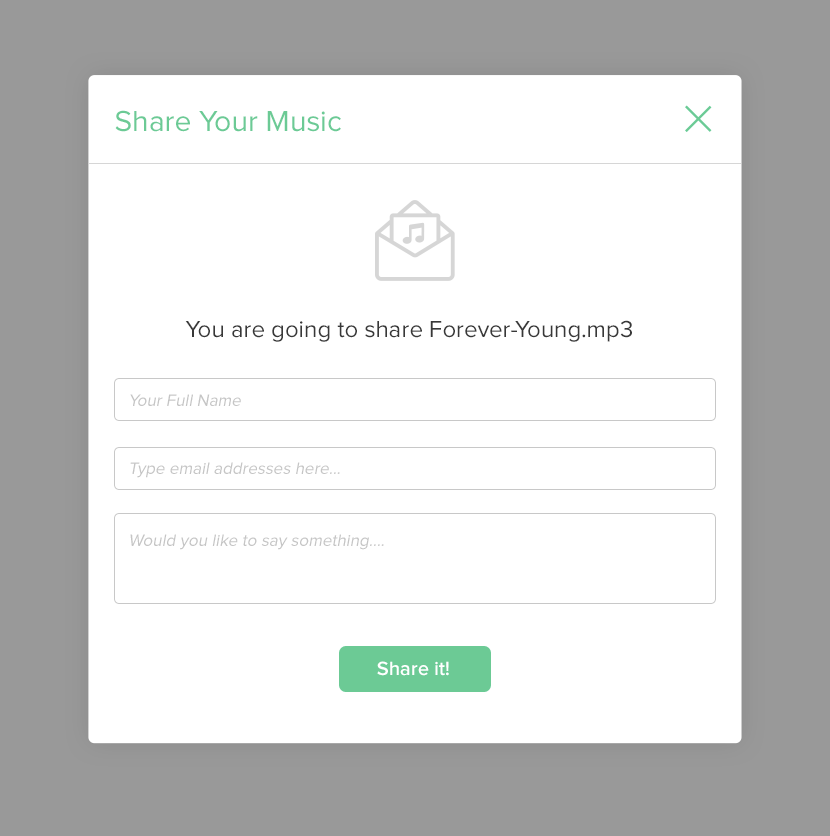 Share Your Music
You are going to share Forever-Young.mp3
Your Full Name
Type email addresses here...
Would you like to say something....
Share it!